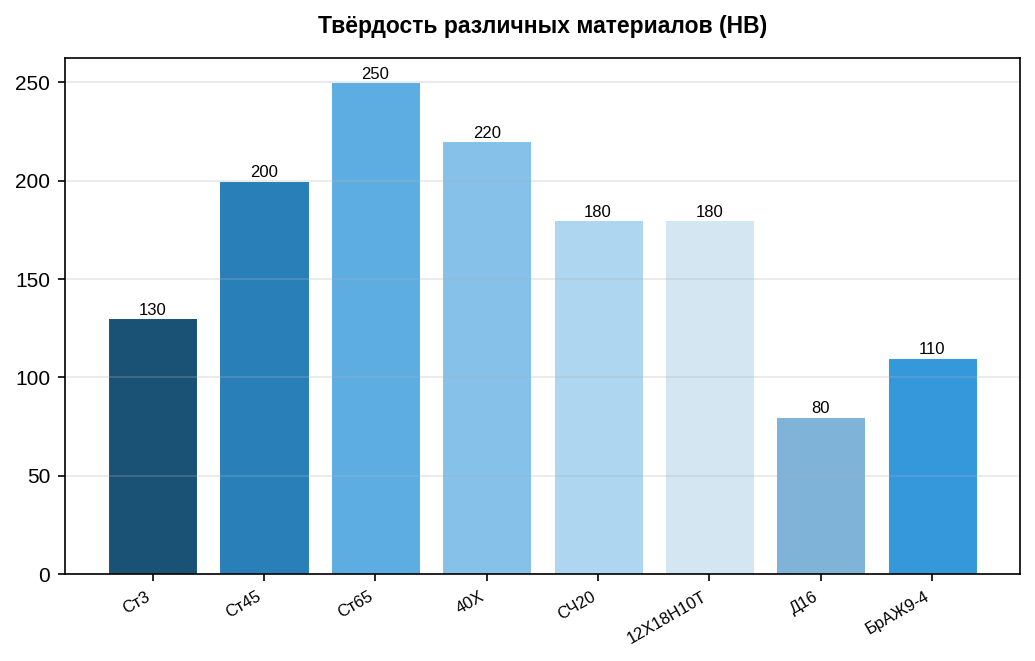 Твёрдость различных материалов (НВ)
250
200
150
100
50
0
130
200
250
220
180
180
80
110
Ст3
Ст45
Ст65
40Х
СЧ20
12Х18Н10Т
Д16
БрАЖ9-4